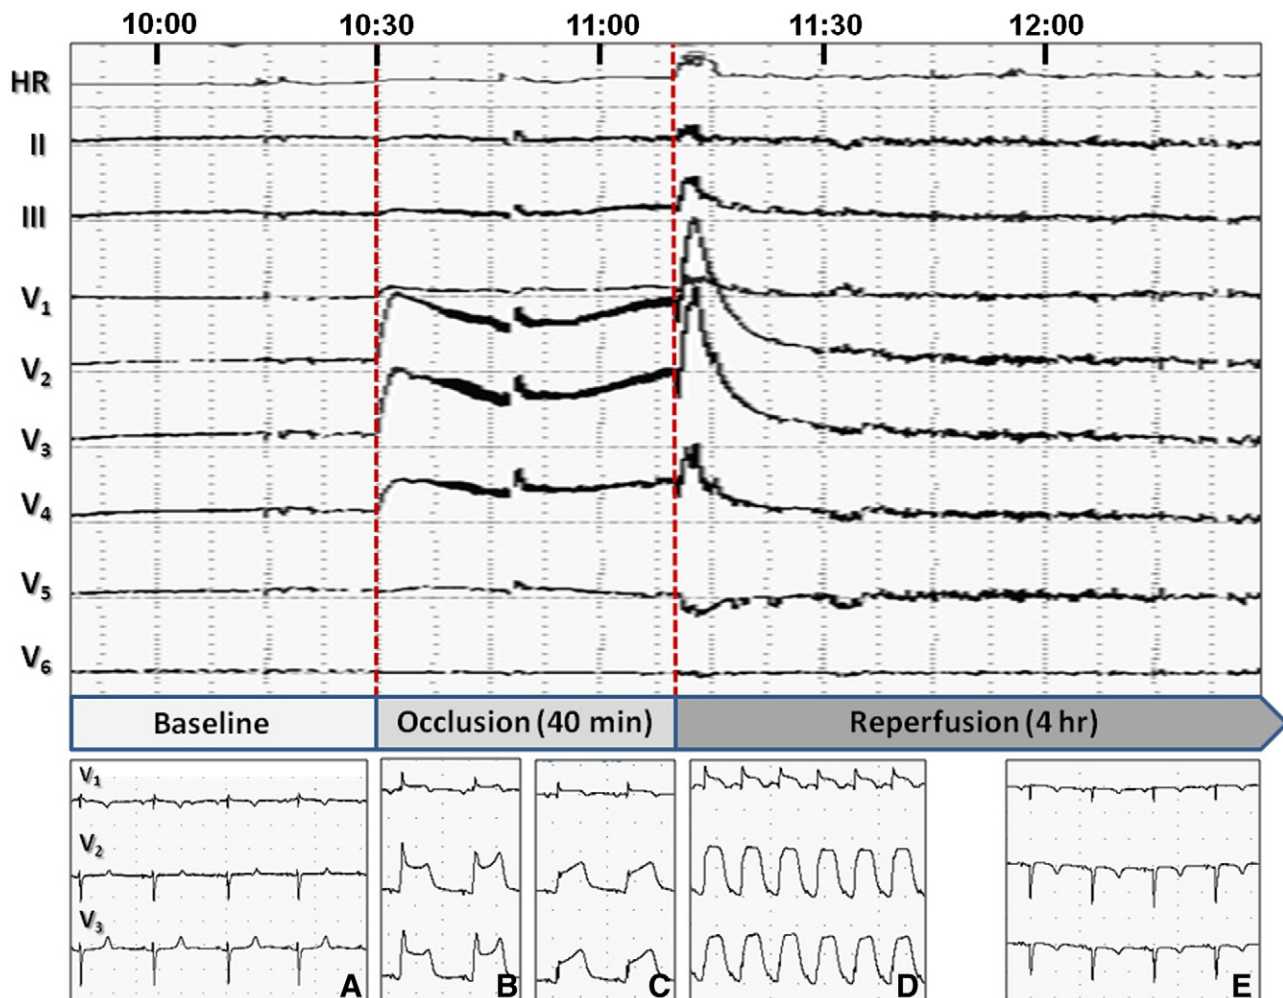 10:00 10:30 11:00 11:30 12:00
HR
II
III
V1
V2
V3
V4
V5
V6
Baseline Occlusion (40 min) Reperfusion (4 hr)
V1
V2
V3
A B C D E